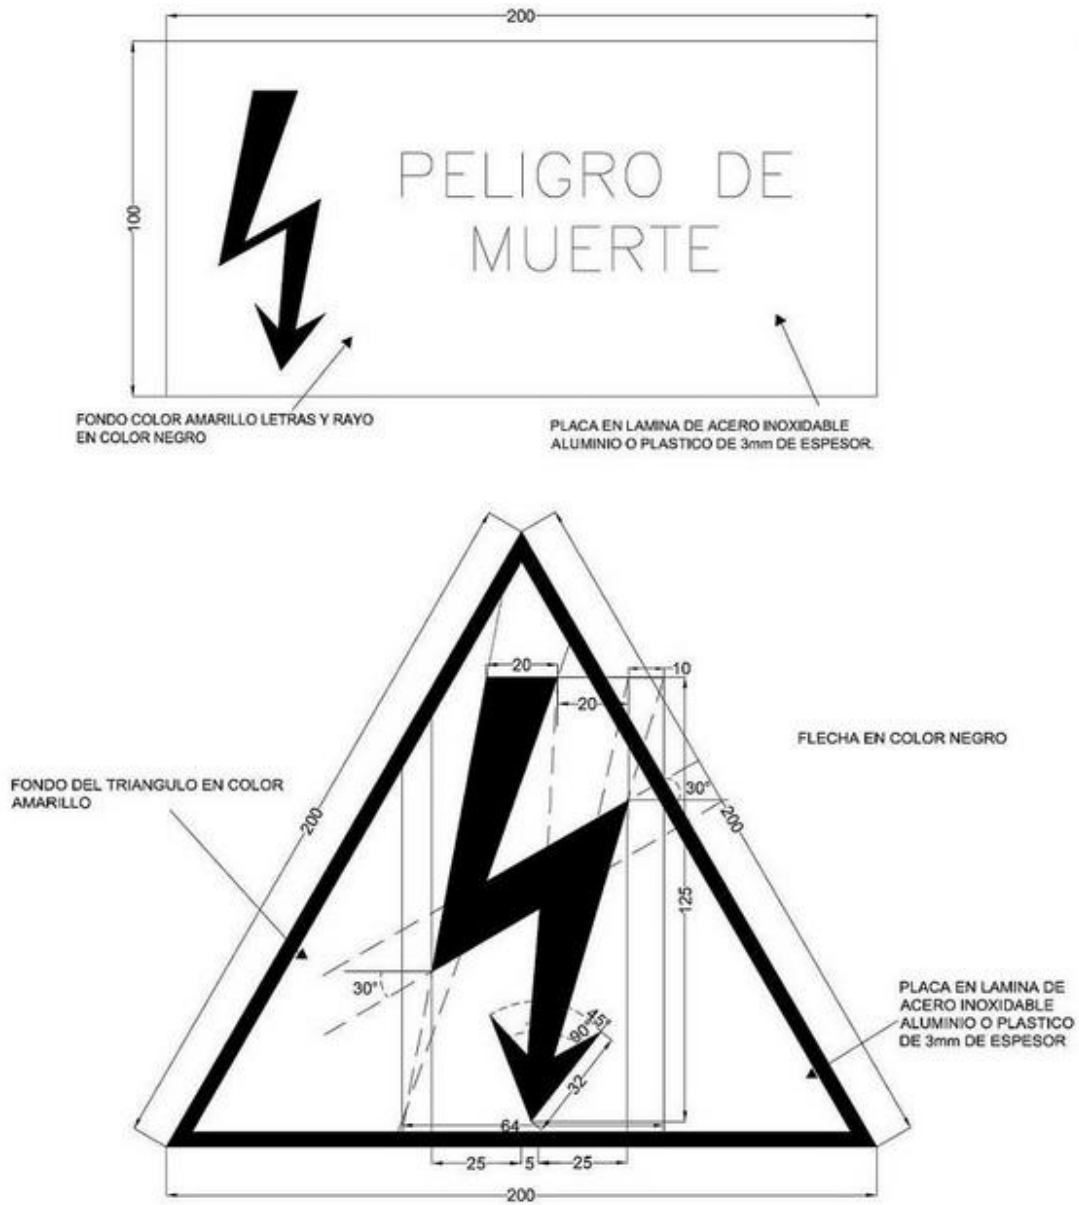 200
100
PELIGRO DE
MUERTE
FONDO COLOR AMARILLO LETRAS Y RAYO
EN COLOR NEGRO
PLACA EN LAMINA DE ACERO INOXIDABLE
ALUMINIO O PLASTICO DE 3mm DE ESPESOR.
20
10
20
FLECHA EN COLOR NEGRO
FONDO DEL TRIANGULO EN COLOR
AMARILLO
30°
200
200
125
30°
PLACA EN LAMINA DE
ACERO INOXIDABLE
ALUMINIO O PLASTICO
DE 3mm DE ESPESOR
45°
90°
32
64
25
5
25
200